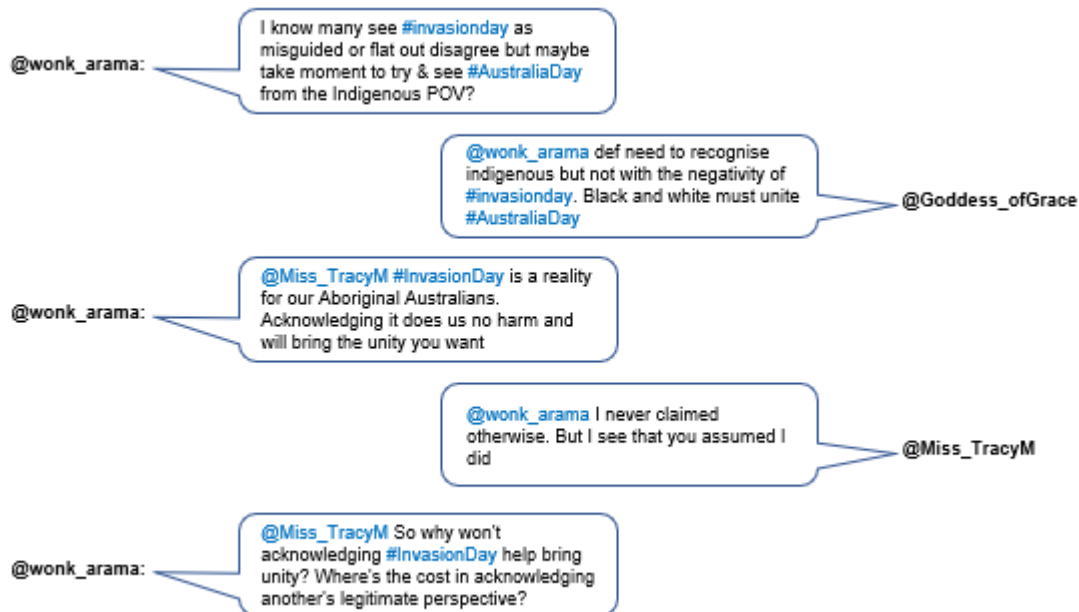 @wonk_arama:
I know many see #invasionday as
misguided or flat out disagree but maybe
take moment to try & see #AustraliaDay
from the Indigenous POV?
@wonk_arama def need to recognise
indigenous but not with the negativity of
#invasionday. Black and white must unite
#AustraliaDay
@Goddess_ofGrace
@wonk_arama:
@Miss_TracyM #InvasionDay is a reality
for our Aboriginal Australians.
Acknowledging it does us no harm and
will bring the unity you want
@wonk_arama I never claimed
otherwise. But I see that you assumed I
did
@Miss_TracyM
@wonk_arama:
@Miss_TracyM So why won't
acknowledging #InvasionDay help bring
unity? Where's the cost in acknowledging
another's legitimate perspective?